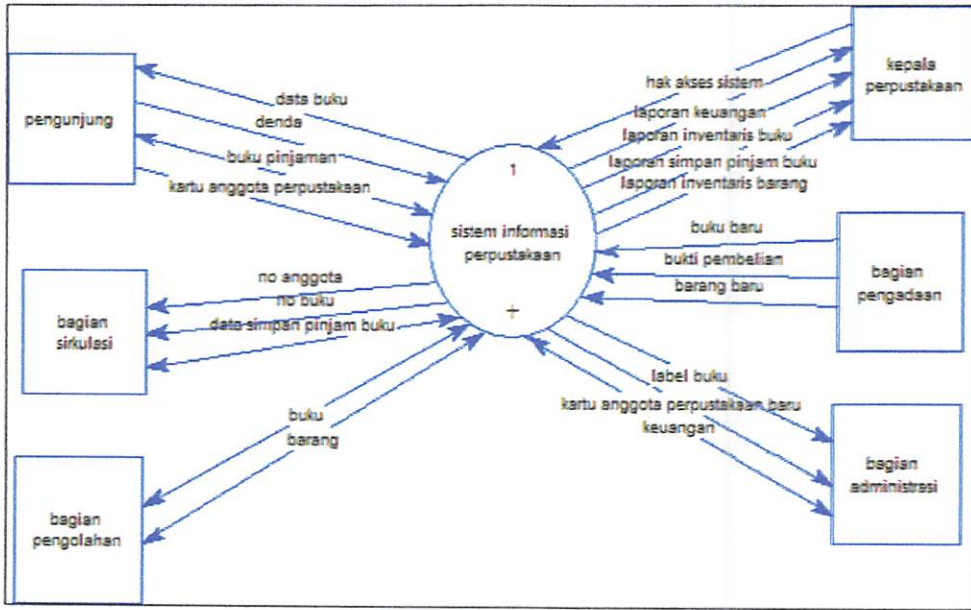 pengunjung
data buku
denda
buku pinjaman
kartu anggota perpustakaan
hak akses sistem
laporan keuangan
laporan inventaris buku
laporan simpan pinjam buku
laporan inventaris barang
kepala
perpustakaan
1
sistem informasi
perpustakaan
+
buku baru
bukti pembelian
barang baru
bagian
pengadaan
no anggota
no buku
data simpan pinjam buku
bagian
sirkulasi
buku
barang
bagian
pengolahan
label buku
kartu anggota perpustakaan baru
keuangan
bagian
administrasi